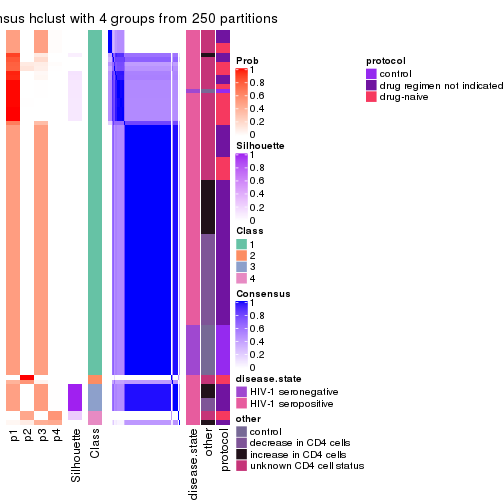 nsus hclust with 4 groups from 250 partitions
Prob
1
0.8
0.6
0.4
0.2
0
Silhouette
1
0.8
0.6
0.4
0.2
0
Class
1
2
3
4
Consensus
1
0.8
0.6
0.4
0.2
0
disease.state
HIV-1 seronegative
HIV-1 seropositive
other
control
decrease in CD4 cells
increase in CD4 cells
unknown CD4 cell status
protocol
control
drug regimen not indicated
drug-naive
p1
p2
p3
p4
Silhouette
Class
disease.state
other
protocol